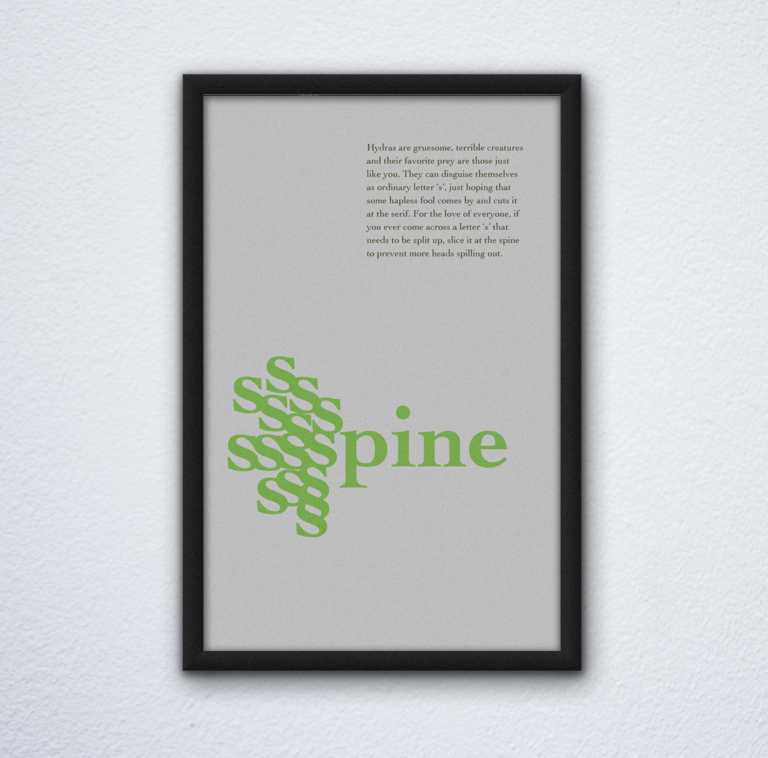 Hydras are gruesome, terrible creatures
and their favorite prey are those just
like you. They can disguise themselves
as ordinary letter ‘s’, just hoping that
some hapless fool comes by and cuts it
at the serif. For the love of everyone, if
you ever come across a letter ‘s’ that
needs to be split up, slice it at the spine
to prevent more heads spilling out.
sssssssssssssspine